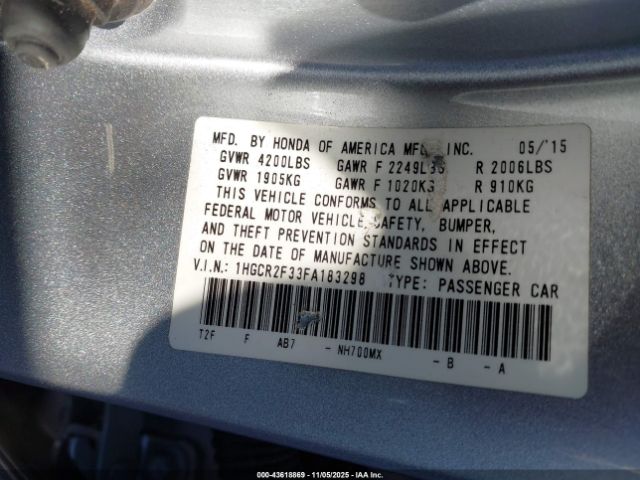 MFD. BY HONDA OF AMERICA MFG., INC. 05/'15
GVWR 4200LBS GAWR F 2249LBS R 2006LBS
GVWR 1905KG GAWR F 1020KG R 910KG
THIS VEHICLE CONFORMS TO ALL APPLICABLE
FEDERAL MOTOR VEHICLE SAFETY, BUMPER,
AND THEFT PREVENTION STANDARDS IN EFFECT
ON THE DATE OF MANUFACTURE SHOWN ABOVE.
V.I.N.: 1HGCR2F33FA183298 TYPE: PASSENGER CAR
T2F F AB7 - NH700MX - B - A
000-43618869 11/05/2025 - IAA Inc.